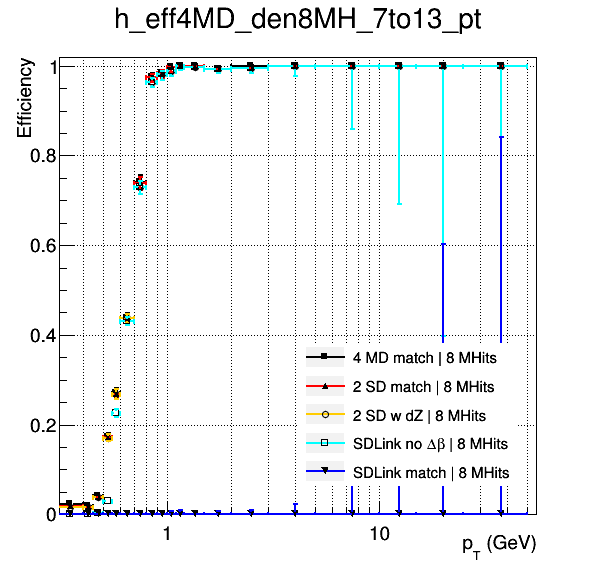 h_eff4MD_den8MH_7to13_pt
Efficiency
1
0.8
0.6
0.4
0.2
0
4 MD match | 8 MHits
2 SD match | 8 MHits
2 SD w dZ | 8 MHits
SDLink no Δβ | 8 MHits
SDLink match | 8 MHits
1
10
p_T (GeV)